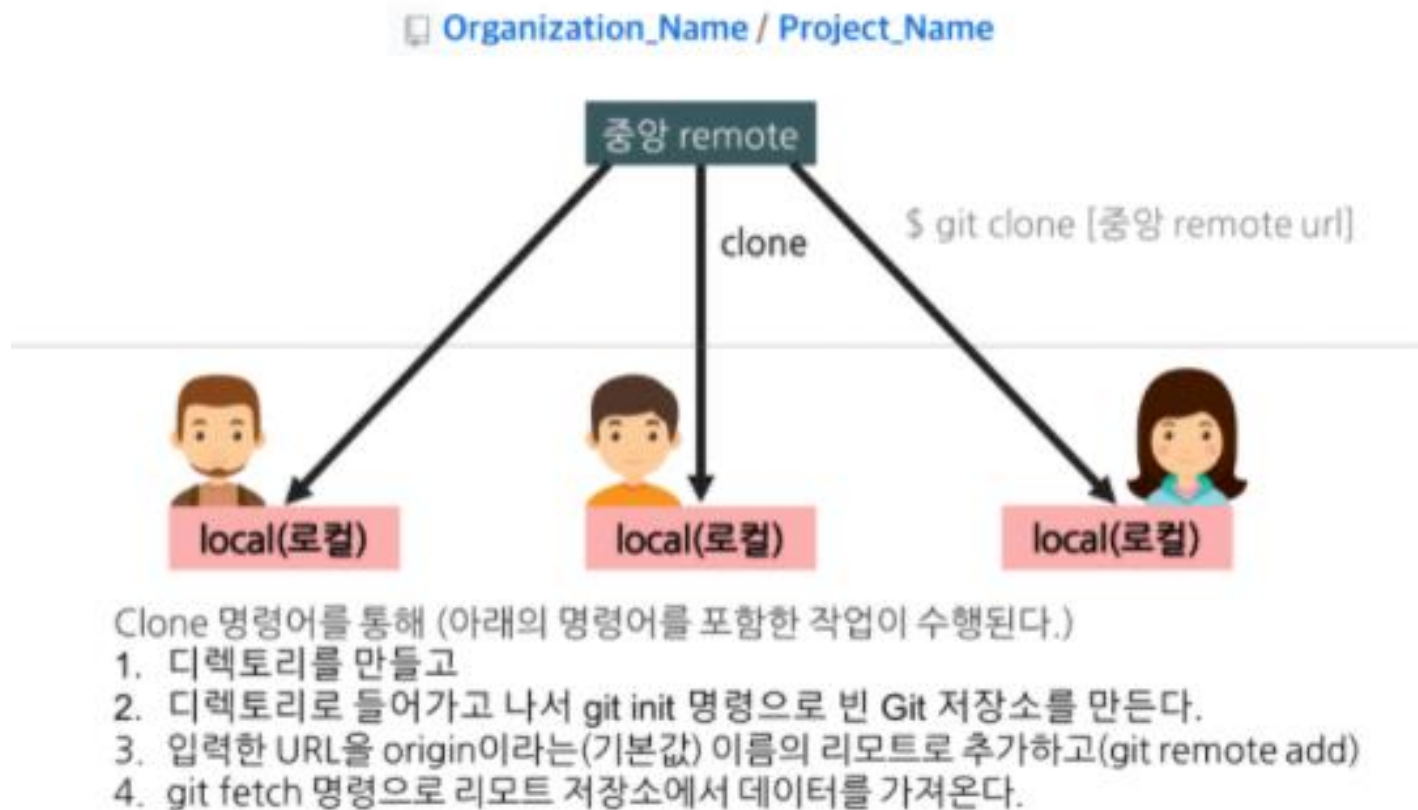 Organization_Name / Project_Name
중앙 remote
$ git clone [중앙 remote url]
clone
local(로컬)
local(로컬)
local(로컬)
Clone 명령어를 통해 (아래의 명령어를 포함한 작업이 수행된다.)
1. 디렉토리를 만들고
2. 디렉토리로 들어가고 나서 git init 명령으로 빈 Git 저장소를 만든다.
3. 입력한 URL을 origin이라는(기본값) 이름의 리모트로 추가하고(git remote add)
4. git fetch 명령으로 리모트 저장소에서 데이터를 가져온다.